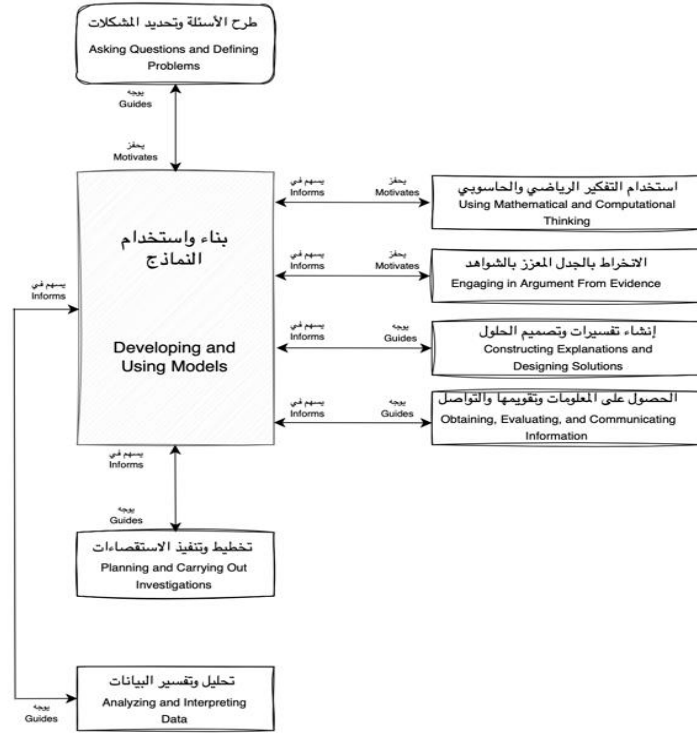 طرح الأسئلة وتحديد المشكلات
Asking Questions and Defining
Problems
يوجه
Guides
يحفز
Motivates
بناء واستخدام
النماذج
Developing and
Using Models
يسهم في
Informs
يحفز
Motivates
استخدام التفكير الرياضي والحاسوبي
Using Mathematical and Computational
Thinking
يسهم في
Informs
يحفز
Motivates
الانخراط بالجدل المعزز بالشواهد
Engaging in Argument From Evidence
يسهم في
Informs
يوجه
Guides
إنشاء تفسيرات وتصميم الحلول
Constructing Explanations and
Designing Solutions
يسهم في
Informs
يوجه
Guides
الحصول على المعلومات وتقويمها والتواصل
Obtaining, Evaluating, and Communicating
Information
يسهم في
Informs
يسهم في
Informs
يوجه
Guides
تخطيط وتنفيذ الاستقصاءات
Planning and Carrying Out
Investigations
تحليل وتفسير البيانات
Analyzing and Interpreting
Data
يوجه
Guides